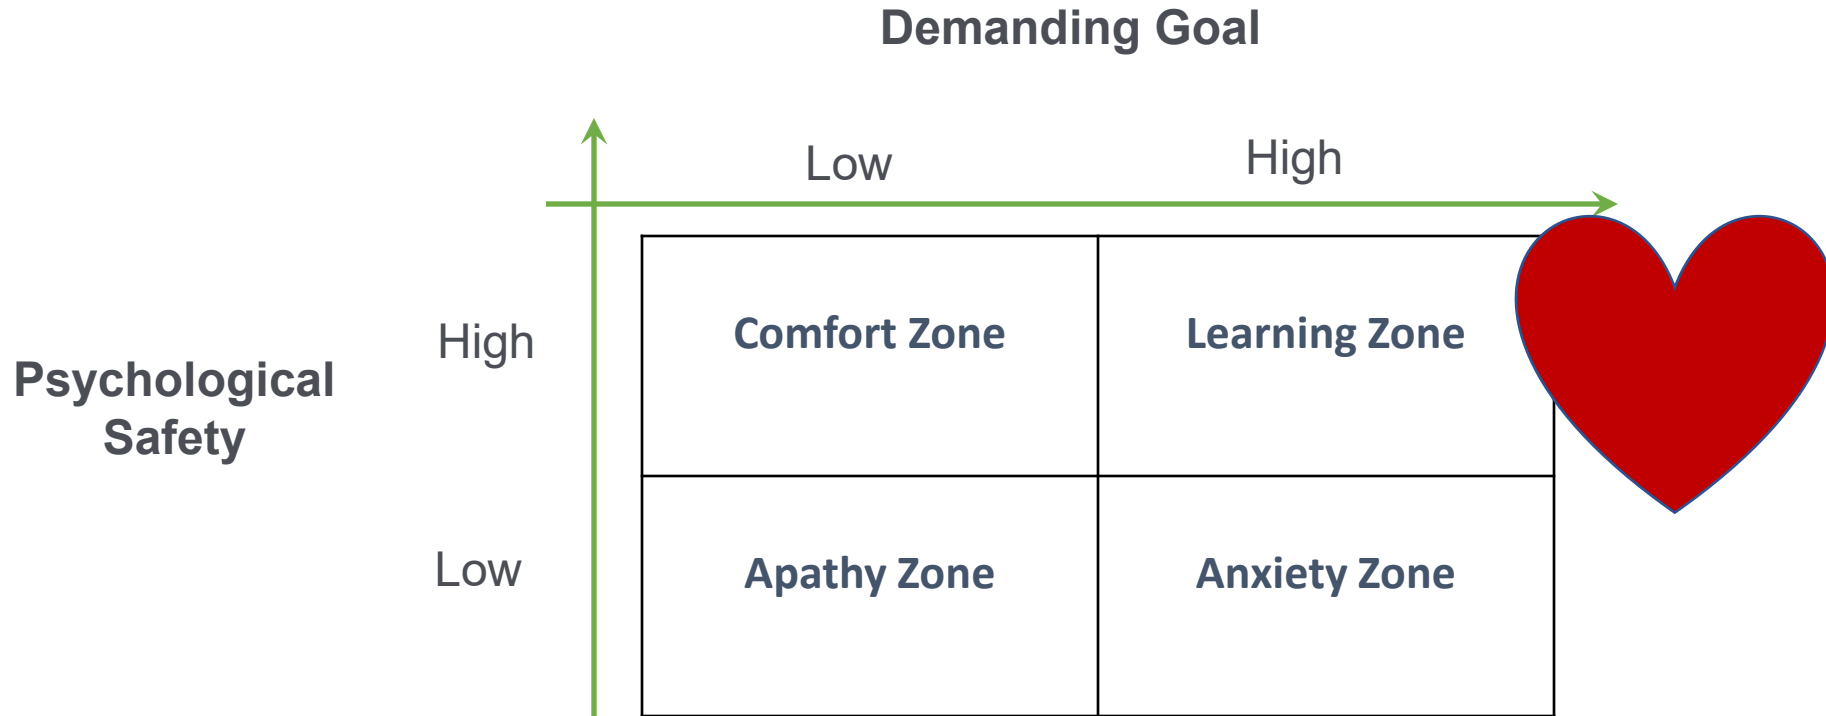 Demanding Goal
Low
High
High
Comfort Zone
Learning Zone
Psychological
Safety
Low
Apathy Zone
Anxiety Zone